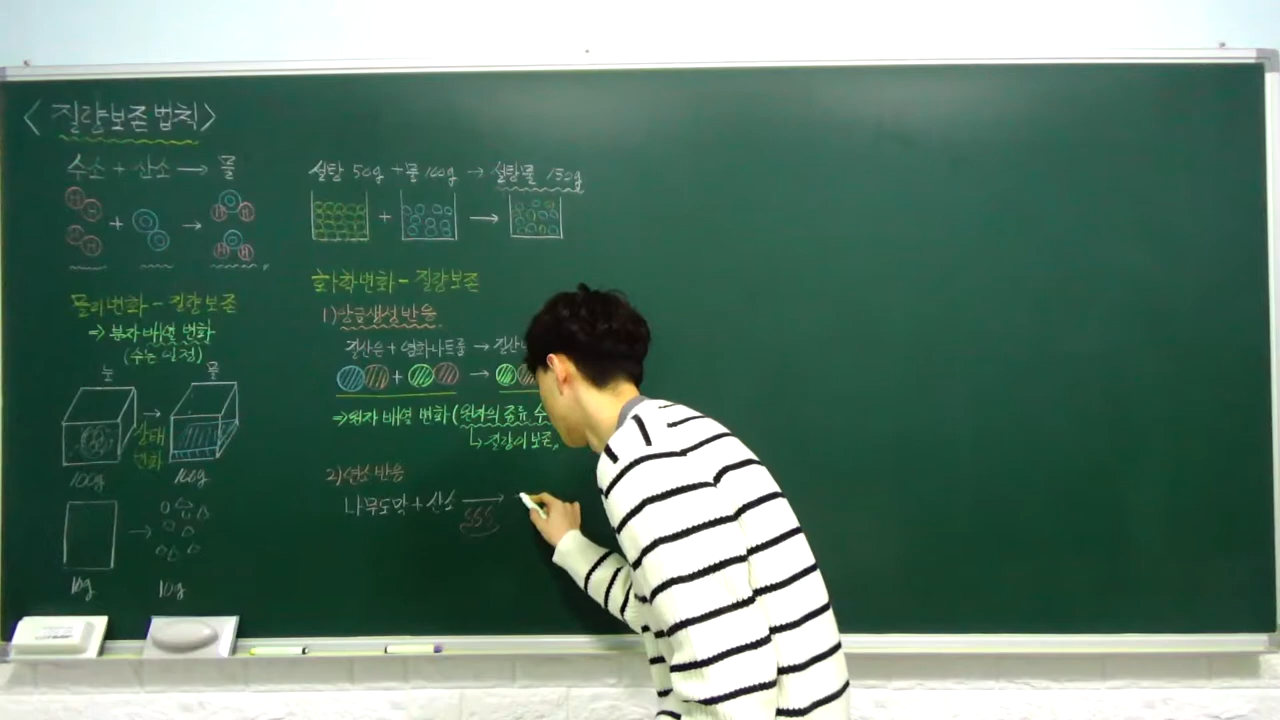 <질량보존법칙>
수소 + 산소 → 물
H H + O O → H O H
H H H O H
물리변화 - 질량보존
⇒ 분자 배열 변화
(수는 일정)
눈 물
→
상태
변화
100g 100g
→
10g 10g
설탕 50g + 물 100g → 설탕물 150g
+ →
화학변화 - 질량보존
1) 앙금생성반응
질산은 + 염화나트륨 → 질산
+ →
⇒ 원자 배열 변화 (원자의 종류 수
↳ 질량이 보존
2) 연소반응
나무도막 + 산소 →